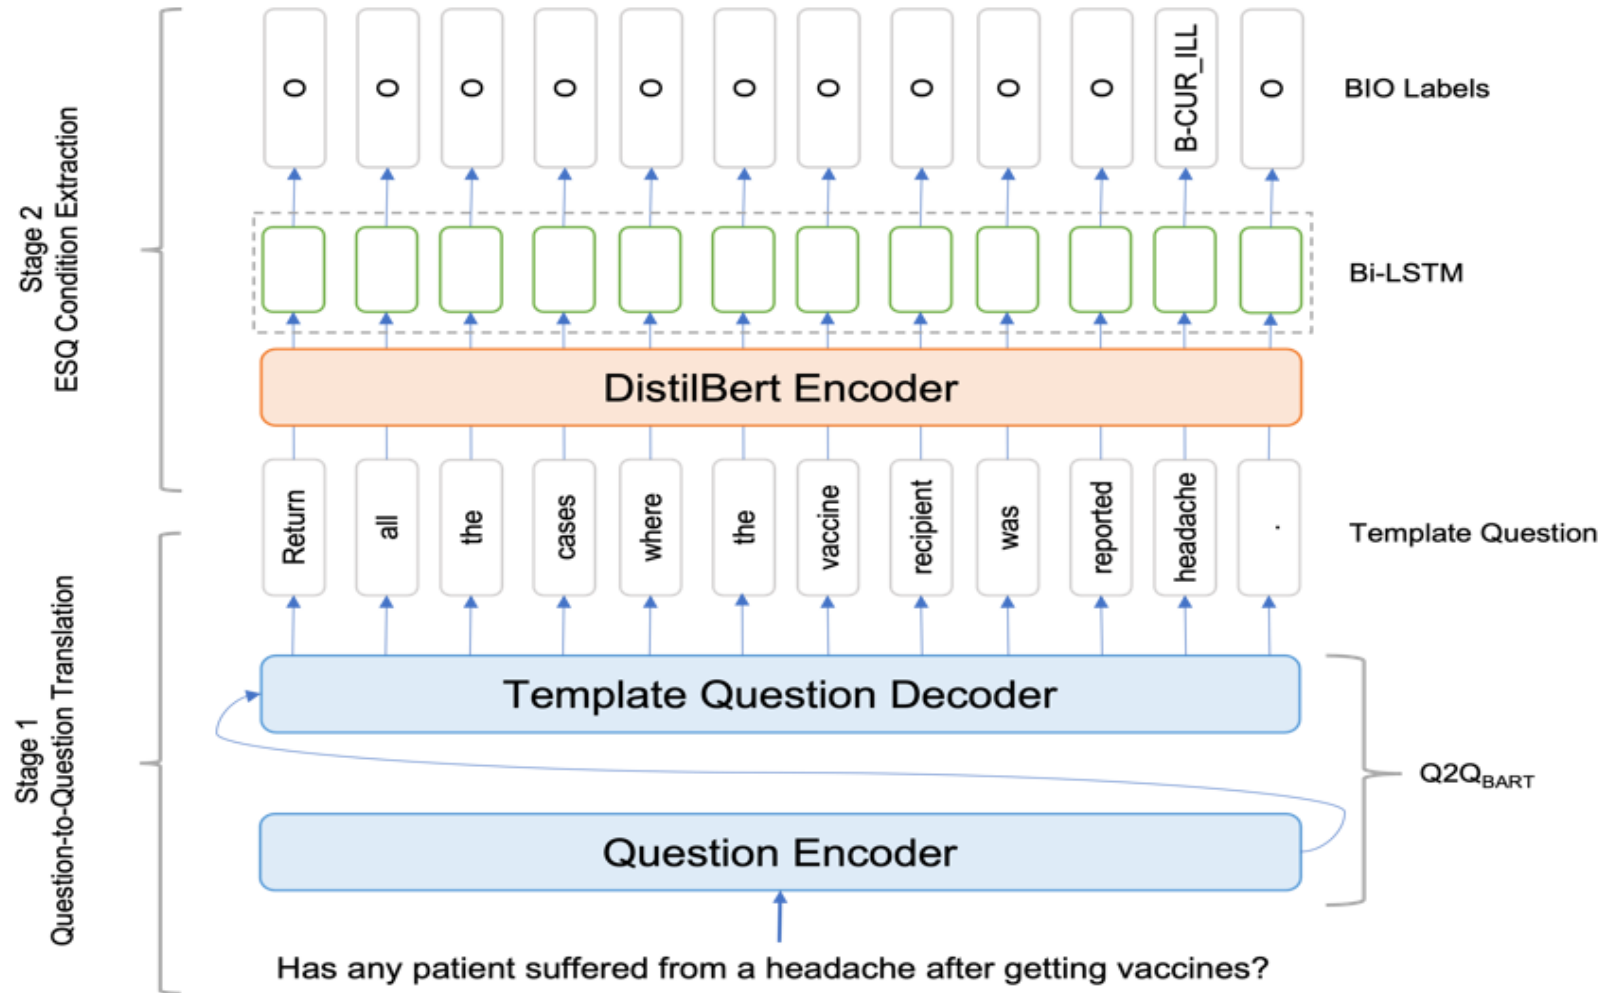 O O O O O O O O O O B-CUR_ILL O
BIO Labels
Stage 2
ESQ Condition Extraction
Bi-LSTM
DistilBert Encoder
Return all the cases where the vaccine recipient was reported headache .
Template Question
Stage 1
Question-to-Question Translation
Template Question Decoder
Q2QBART
Question Encoder
Has any patient suffered from a headache after getting vaccines?